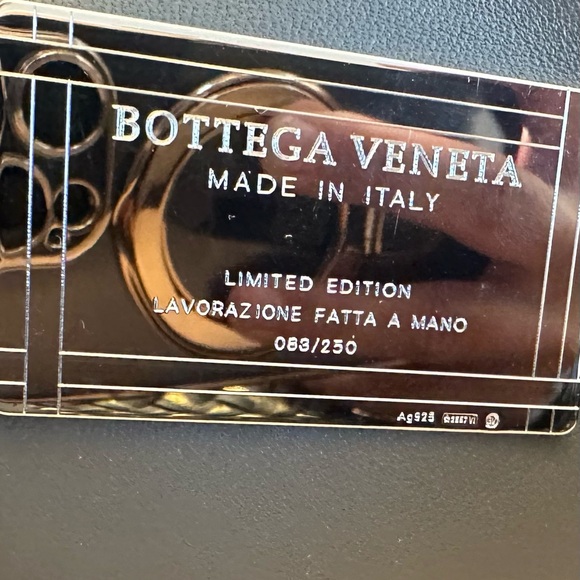 BOTTEGA VENETA
MADE IN ITALY
LIMITED EDITION
LAVORAZIONE FATTA A MANO
083/250
Ag925